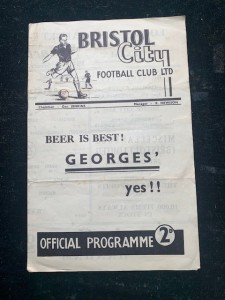 BRISTOL
City
FOOTBALL CLUB LTD
BEER IS BEST!
GEORGES'
yes!!
OFFICIAL PROGRAMME 2D